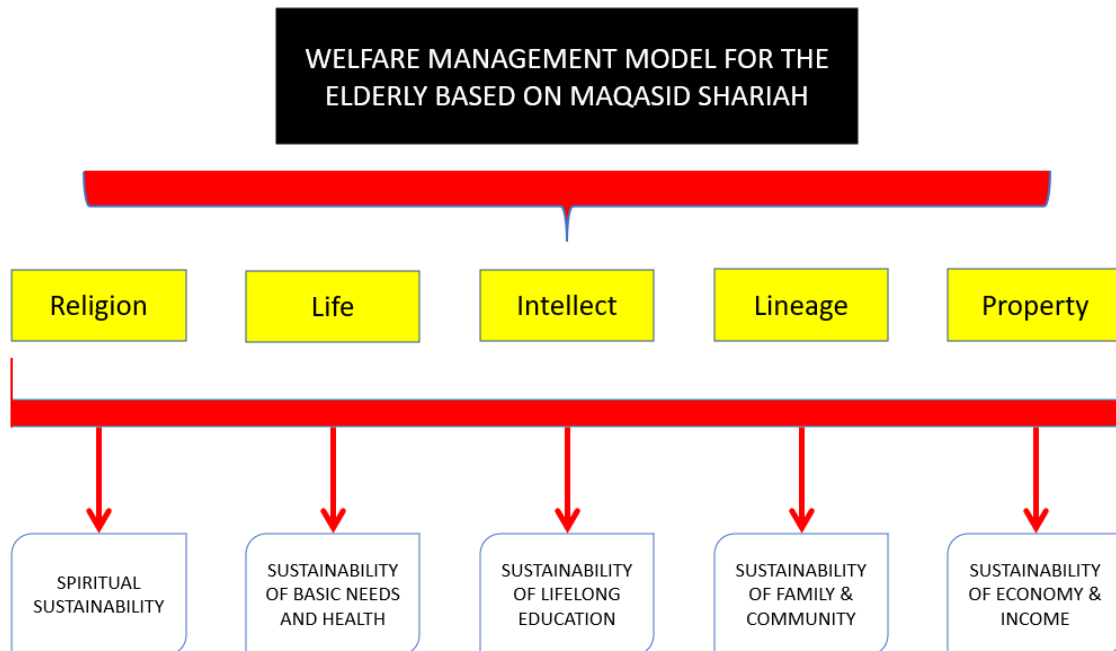 WELFARE MANAGEMENT MODEL FOR THE
ELDERLY BASED ON MAQASID SHARIAH
Religion
Life
Intellect
Lineage
Property
SPIRITUAL
SUSTAINABILITY
SUSTAINABILITY
OF BASIC NEEDS
AND HEALTH
SUSTAINABILITY
OF LIFELONG
EDUCATION
SUSTAINABILITY
OF FAMILY &
COMMUNITY
SUSTAINABILITY
OF ECONOMY &
INCOME